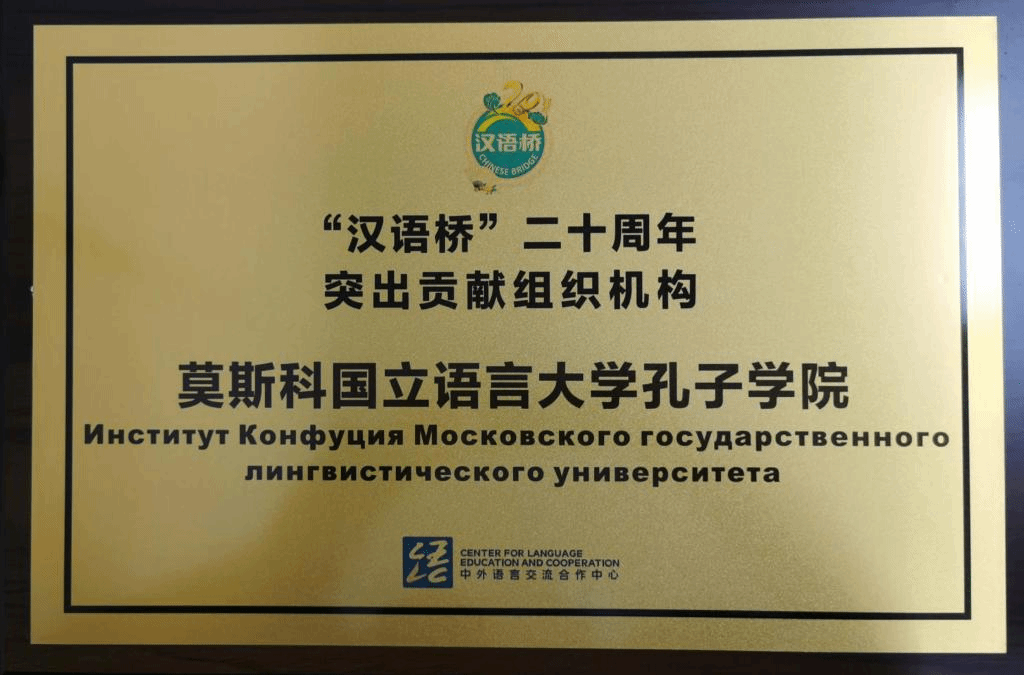 20
汉语桥
CHINESE BRIDGE
“汉语桥”二十周年
突出贡献组织机构
莫斯科国立语言大学孔子学院
Институт Конфуция Московского государственного
лингвистического университета
语
CENTER FOR LANGUAGE
EDUCATION AND COOPERATION
中外语言交流合作中心